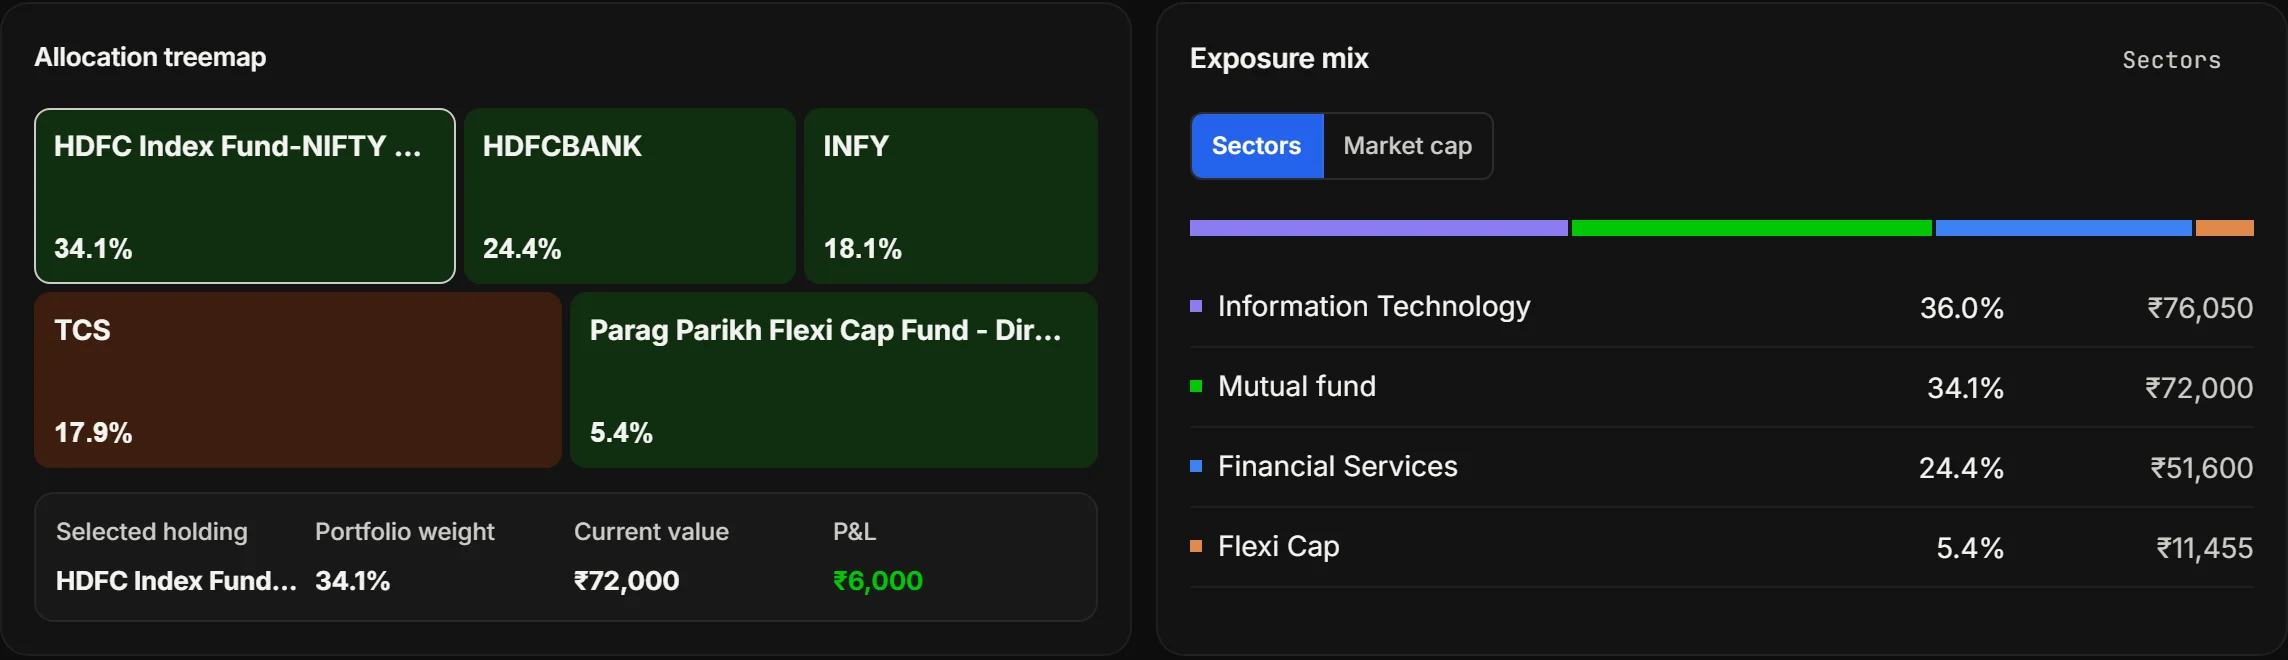 Allocation treemap
HDFC Index Fund-NIFTY ...
34.1%
HDFCBANK
24.4%
INFY
18.1%
TCS
17.9%
Parag Parikh Flexi Cap Fund - Dir...
5.4%
Selected holding
HDFC Index Fund...
Portfolio weight
34.1%
Current value
₹72,000
P&L
₹6,000
Exposure mix
Sectors
Sectors
Market cap
Information Technology 36.0% ₹76,050
Mutual fund 34.1% ₹72,000
Financial Services 24.4% ₹51,600
Flexi Cap 5.4% ₹11,455